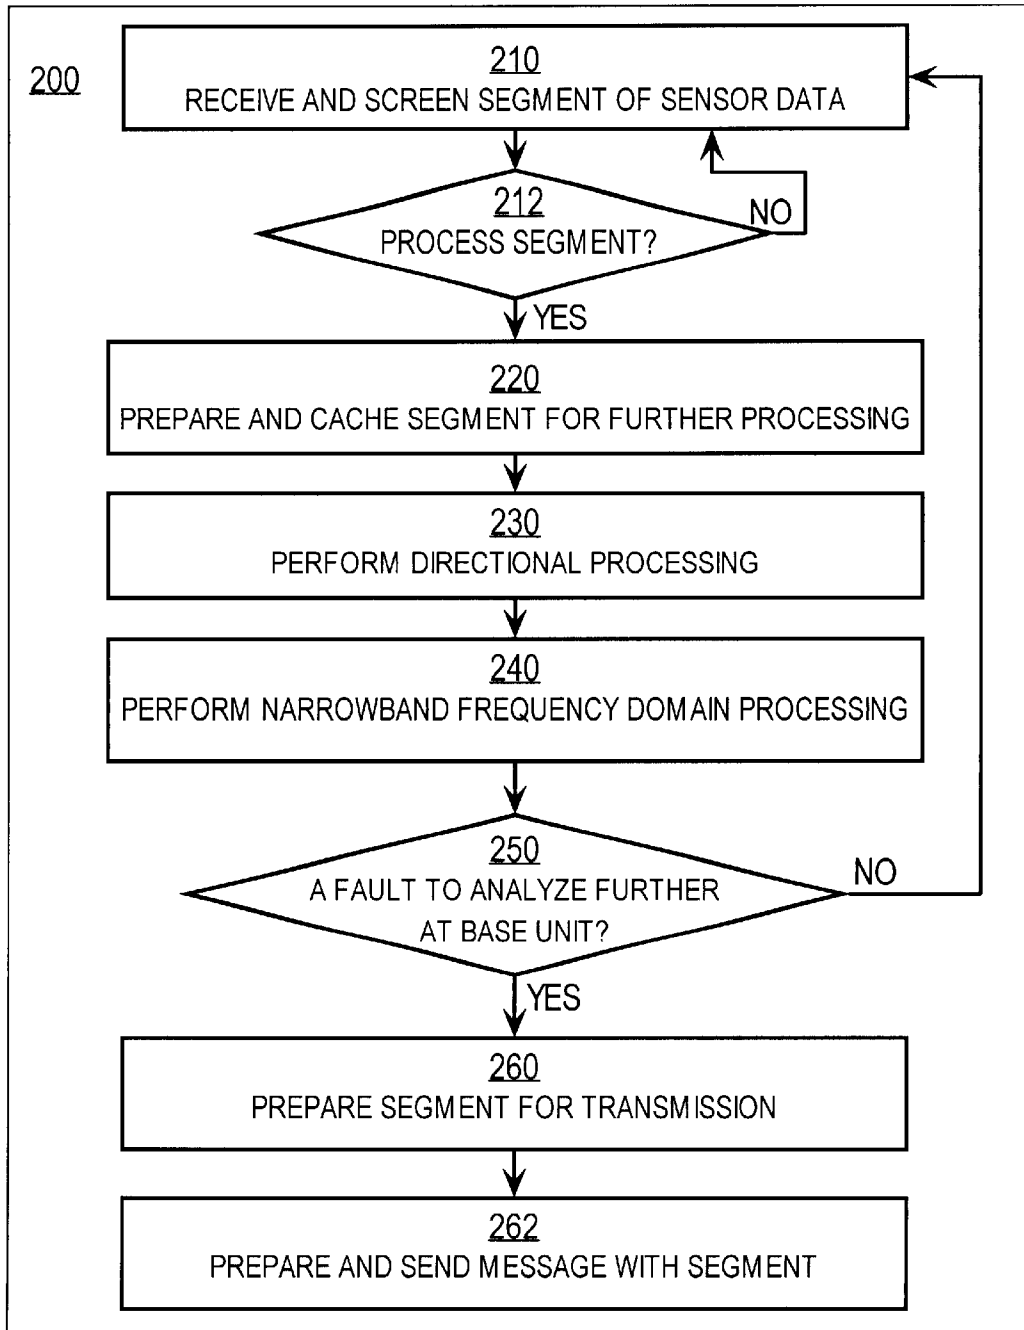 200
210
RECEIVE AND SCREEN SEGMENT OF SENSOR DATA
212
PROCESS SEGMENT?
NO
YES
220
PREPARE AND CACHE SEGMENT FOR FURTHER PROCESSING
230
PERFORM DIRECTIONAL PROCESSING
240
PERFORM NARROWBAND FREQUENCY DOMAIN PROCESSING
250
A FAULT TO ANALYZE FURTHER
AT BASE UNIT?
NO
YES
260
PREPARE SEGMENT FOR TRANSMISSION
262
PREPARE AND SEND MESSAGE WITH SEGMENT